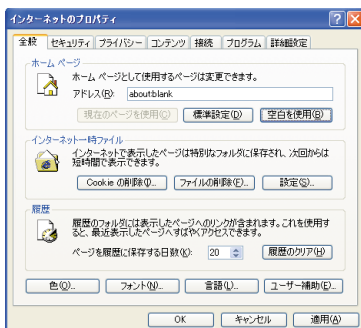 インターネットのプロパティ
全般 セキュリティ プライバシー コンテンツ 接続 プログラム 詳細設定
ホーム ページ
ホーム ページとして使用するページは変更できます。
アドレス(R): about:blank
現在のページを使用(C) 標準設定(D) 空白を使用(B)
インターネット一時ファイル
インターネットで表示したページは特別なフォルダに保存され、次回からは
短時間で表示できます。
Cookie の削除(I)... ファイルの削除(F)... 設定(S)...
履歴
履歴のフォルダには表示したページへのリンクが含まれます。これを使用す
ると、最近表示したページへすばやくアクセスできます。
ページを履歴に保存する日数(K): 20 履歴のクリア(H)
色(O)... フォント(N)... 言語(L)... ユーザー補助(E)...
OK キャンセル 適用(A)